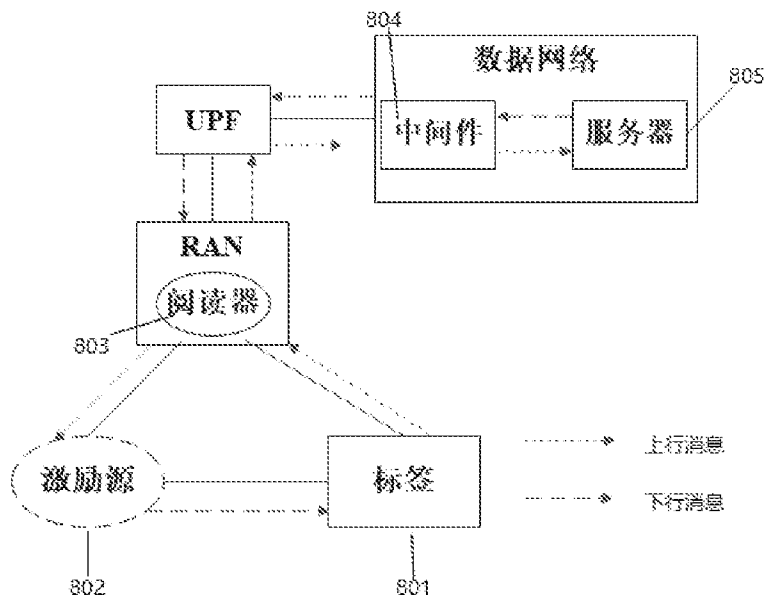 804
数据网络
805
UPF
中间件
服务器
RAN
阅读器
803
激励源
标签
上行消息
下行消息
802
801